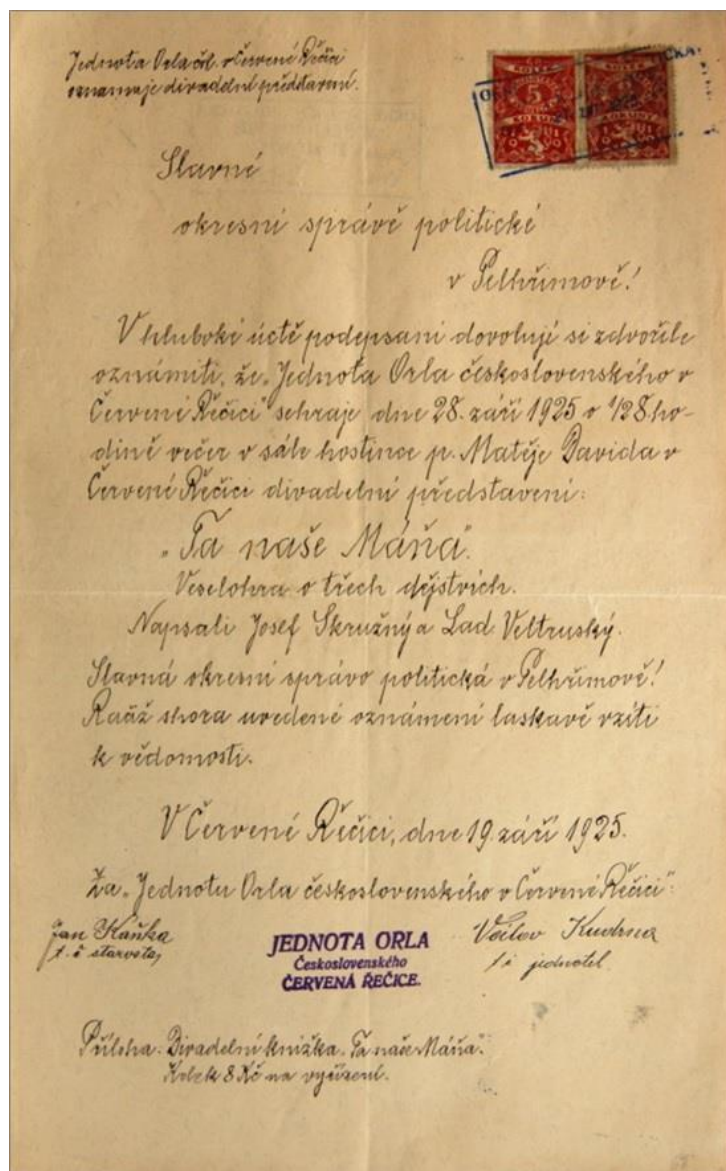 Jednota Orla čsl. v Červené Řečici
oznamuje divadelní představení.
KOLEK KOLEK
5
KORUNY
Slavné
okresní správě politické
v Pelhřimově!
V hluboké úctě podepsaní dovolují si zdvořile
oznámiti, že „Jednota Orla československého v
Červené Řečici" sehraje dne 28. září 1925 o ½8 ho-
dině večer v sále hostince p. Matěje Davida v
Červené Řečici divadelní představení:
„Ta naše Máňa".
Veselohra o třech dějstvích.
Napsali Josef Skružný a Lad Veltruský.
Slavná okresní správo politická v Pelhřimově!
Račiž shora uvedené oznámení laskavě vzíti
k vědomosti.
V Červené Řečici, dne 19. září 1925.
Za „Jednotu Orla československého v Červené Řečici":
Jan Kaňka
t. č. starosta,
JEDNOTA ORLA
Československého
ČERVENÁ ŘEČICE.
Kudrna
jednatel.
Příloha: Divadelní knížka „Ta naše Máňa".
Kolek 8 Kč na vyřízení.